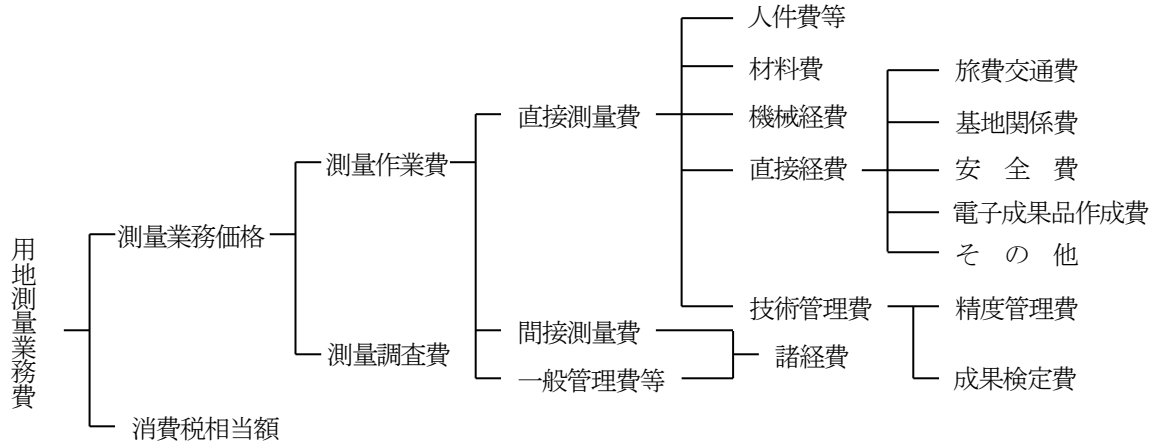 用地測量業務費
測量業務価格
消費税相当額
測量作業費
測量調査費
直接測量費
間接測量費
一般管理費等
諸経費
人件費等
材料費
機械経費
直接経費
技術管理費
旅費交通費
基地関係費
安　全　費
電子成果品作成費
そ　の　他
精度管理費
成果検定費